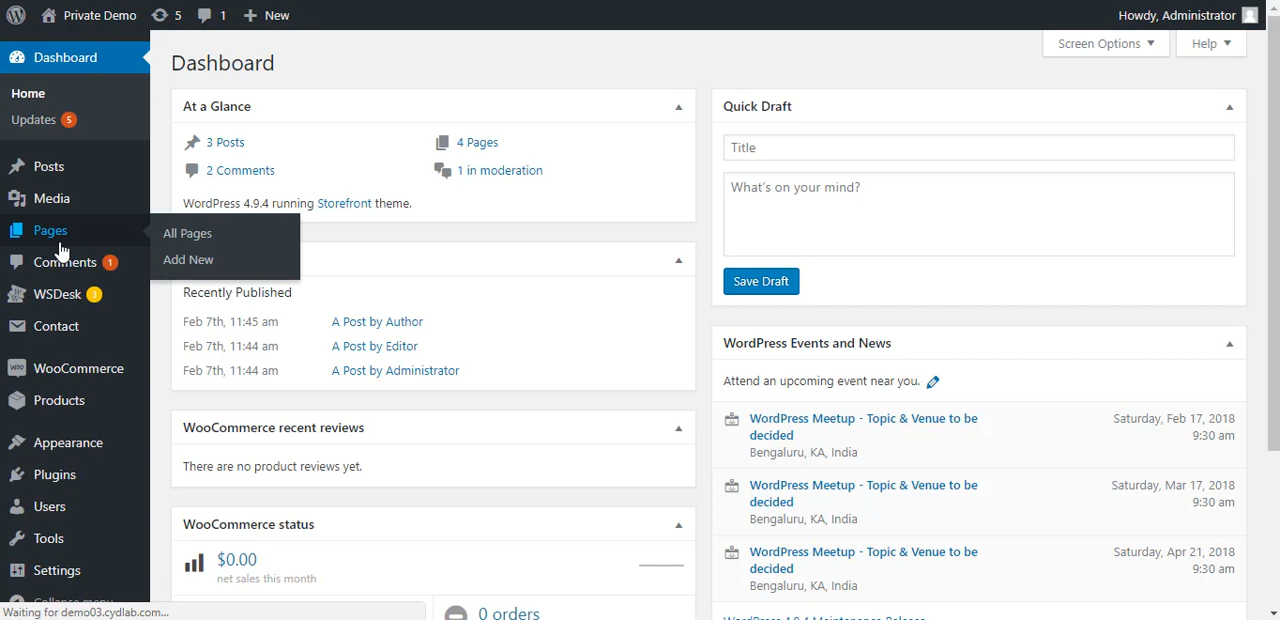 Private Demo 5 1 New Howdy, Administrator
Screen Options Help
Dashboard
Home
Updates 5
Posts
Media
Pages
All Pages
Add New
Comments 1
WSDesk 3
Contact
WooCommerce
Products
Appearance
Plugins
Users
Tools
Settings
Collapse menu
Waiting for demo03.cydlab.com...
Dashboard
At a Glance
3 Posts 4 Pages
2 Comments 1 in moderation
WordPress 4.9.4 running Storefront theme.
Recently Published
Feb 7th, 11:45 am A Post by Author
Feb 7th, 11:44 am A Post by Editor
Feb 7th, 11:44 am A Post by Administrator
WooCommerce recent reviews
There are no product reviews yet.
WooCommerce status
$0.00
net sales this month
0 orders
Quick Draft
Title
What's on your mind?
Save Draft
WordPress Events and News
Attend an upcoming event near you.
WordPress Meetup - Topic & Venue to be Saturday, Feb 17, 2018
decided 9:30 am
Bengaluru, KA, India
WordPress Meetup - Topic & Venue to be Saturday, Mar 17, 2018
decided 9:30 am
Bengaluru, KA, India
WordPress Meetup - Topic & Venue to be Saturday, Apr 21, 2018
decided 9:30 am
Bengaluru, KA, India
WordPress 4.9.4 Maintenance Release